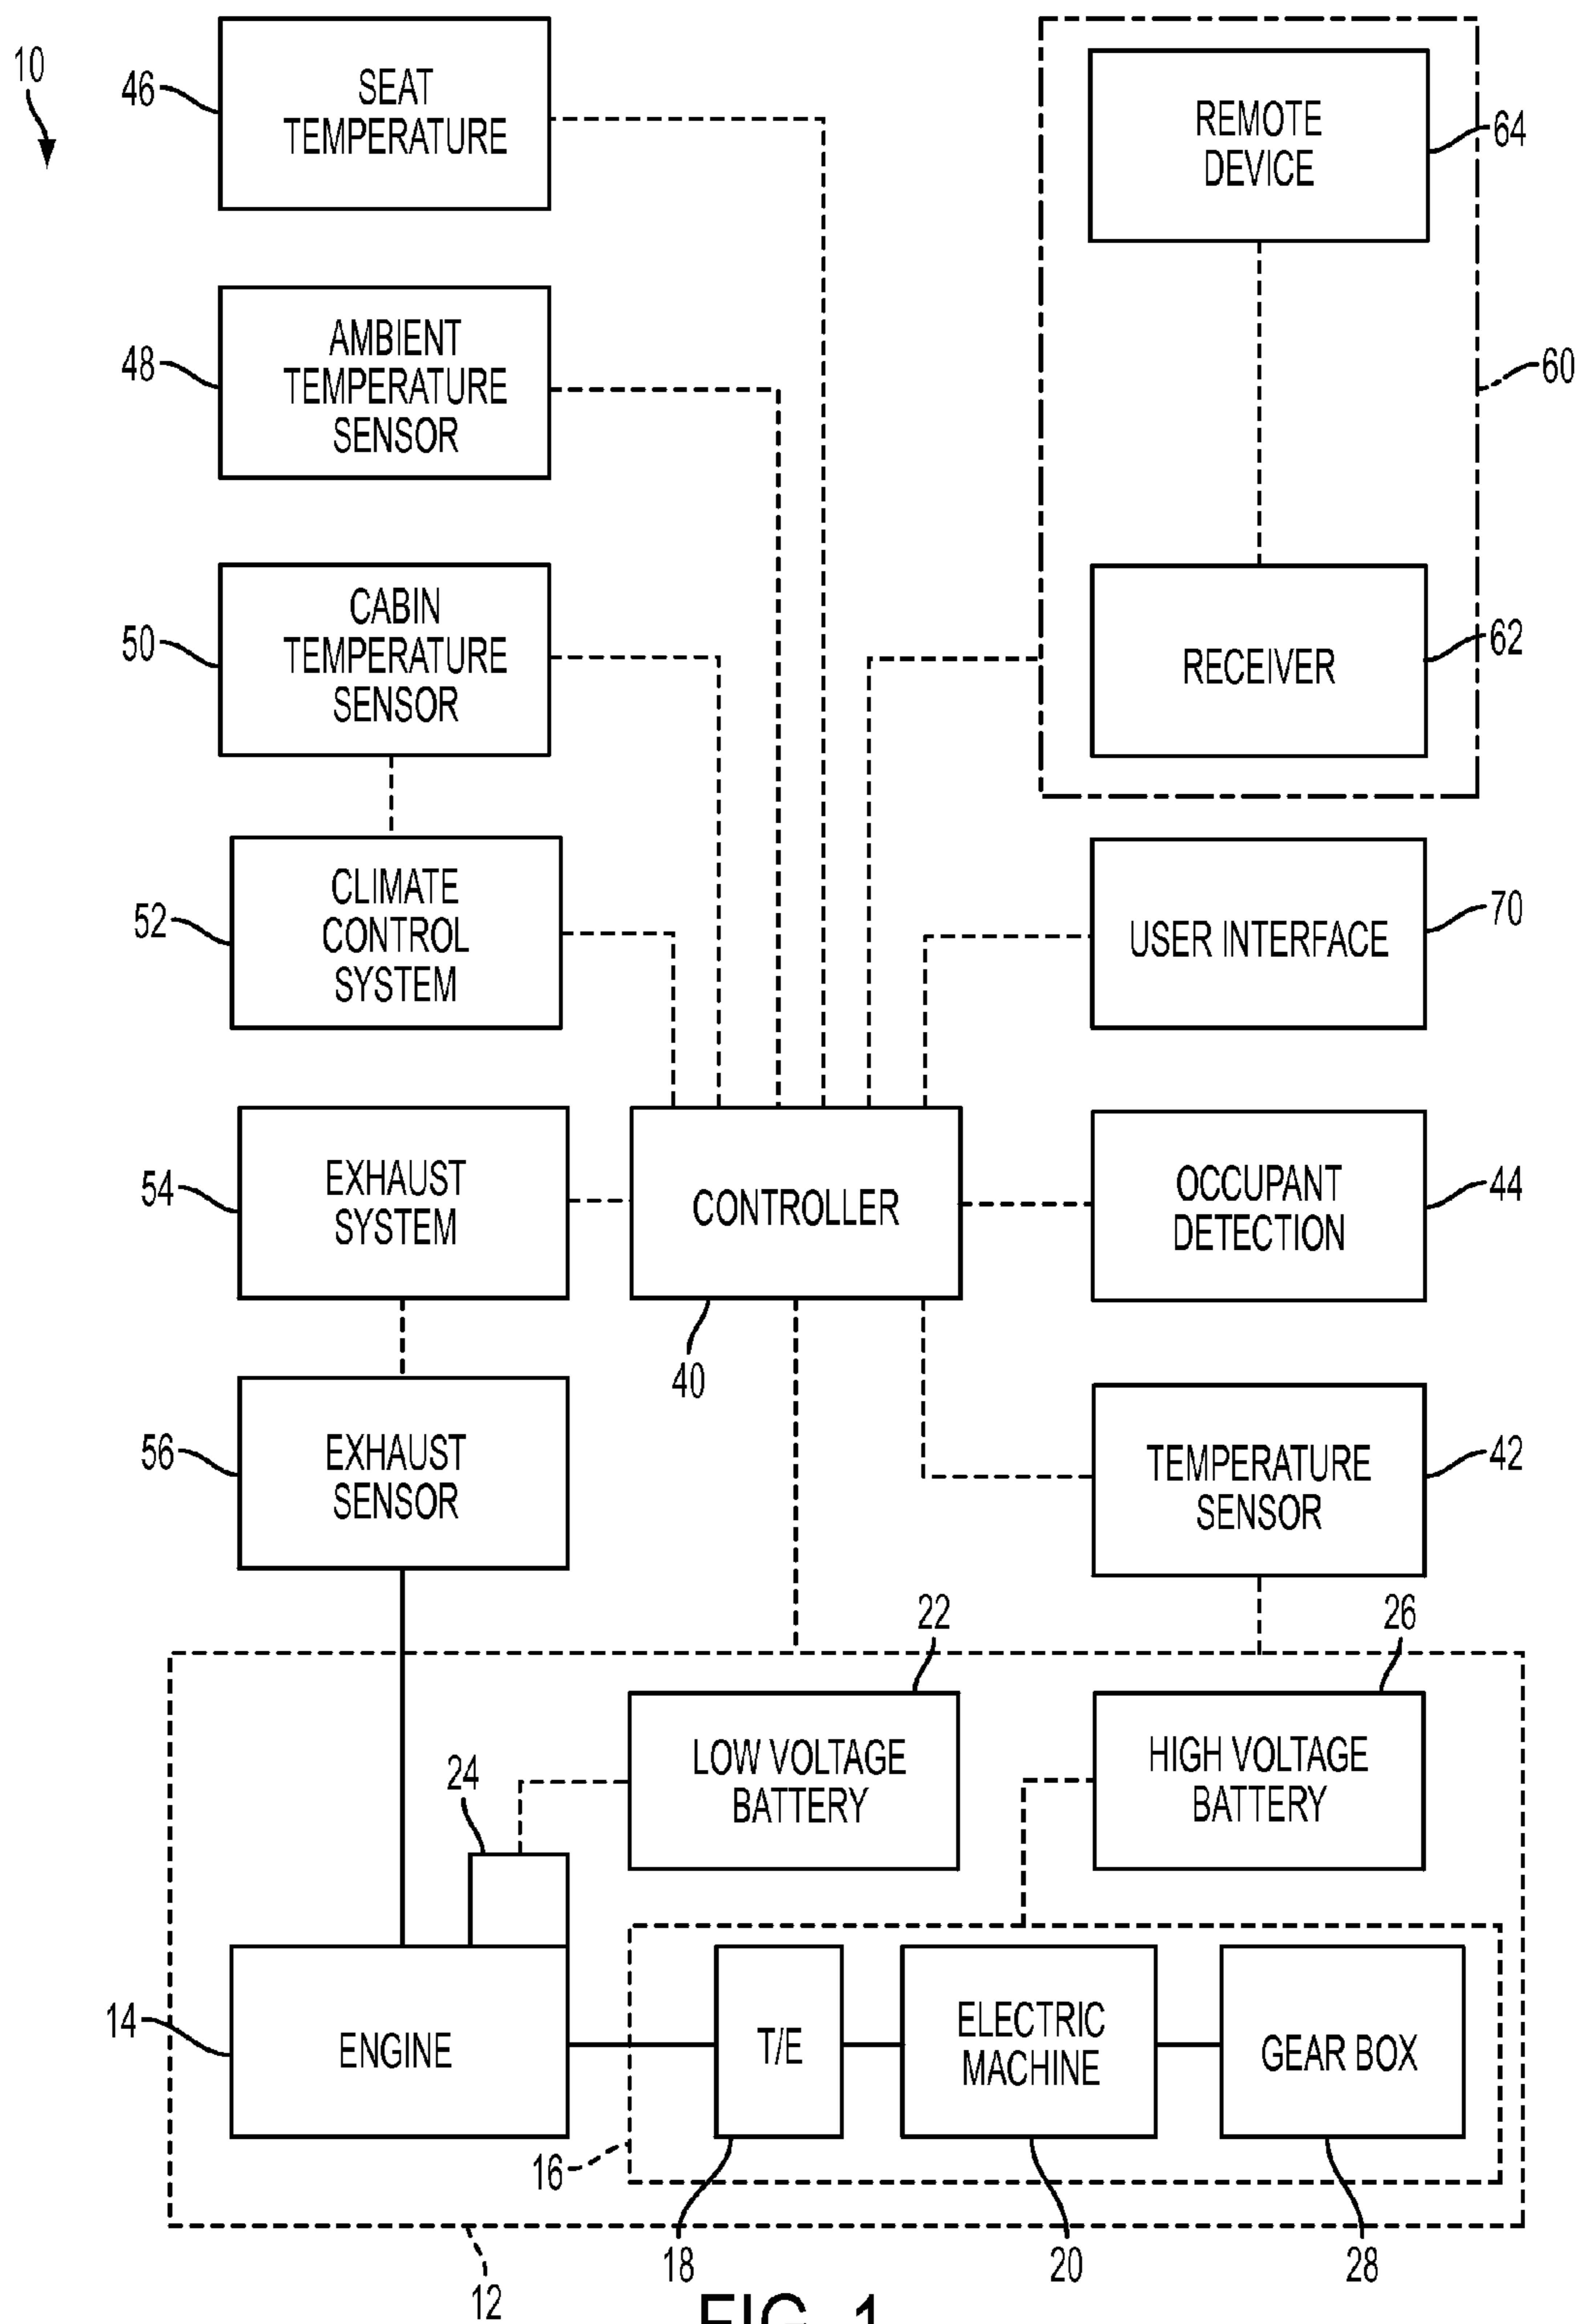 10
46
SEAT
TEMPERATURE
REMOTE
DEVICE
64
48
AMBIENT
TEMPERATURE
SENSOR
60
50
CABIN
TEMPERATURE
SENSOR
RECEIVER
62
52
CLIMATE
CONTROL
SYSTEM
USER INTERFACE
70
54
EXHAUST
SYSTEM
CONTROLLER
40
OCCUPANT
DETECTION
44
56
EXHAUST
SENSOR
TEMPERATURE
SENSOR
42
22
26
24
LOW VOLTAGE
BATTERY
HIGH VOLTAGE
BATTERY
14
ENGINE
T/E
ELECTRIC
MACHINE
GEAR BOX
16
12
18
20
28
FIG. 1